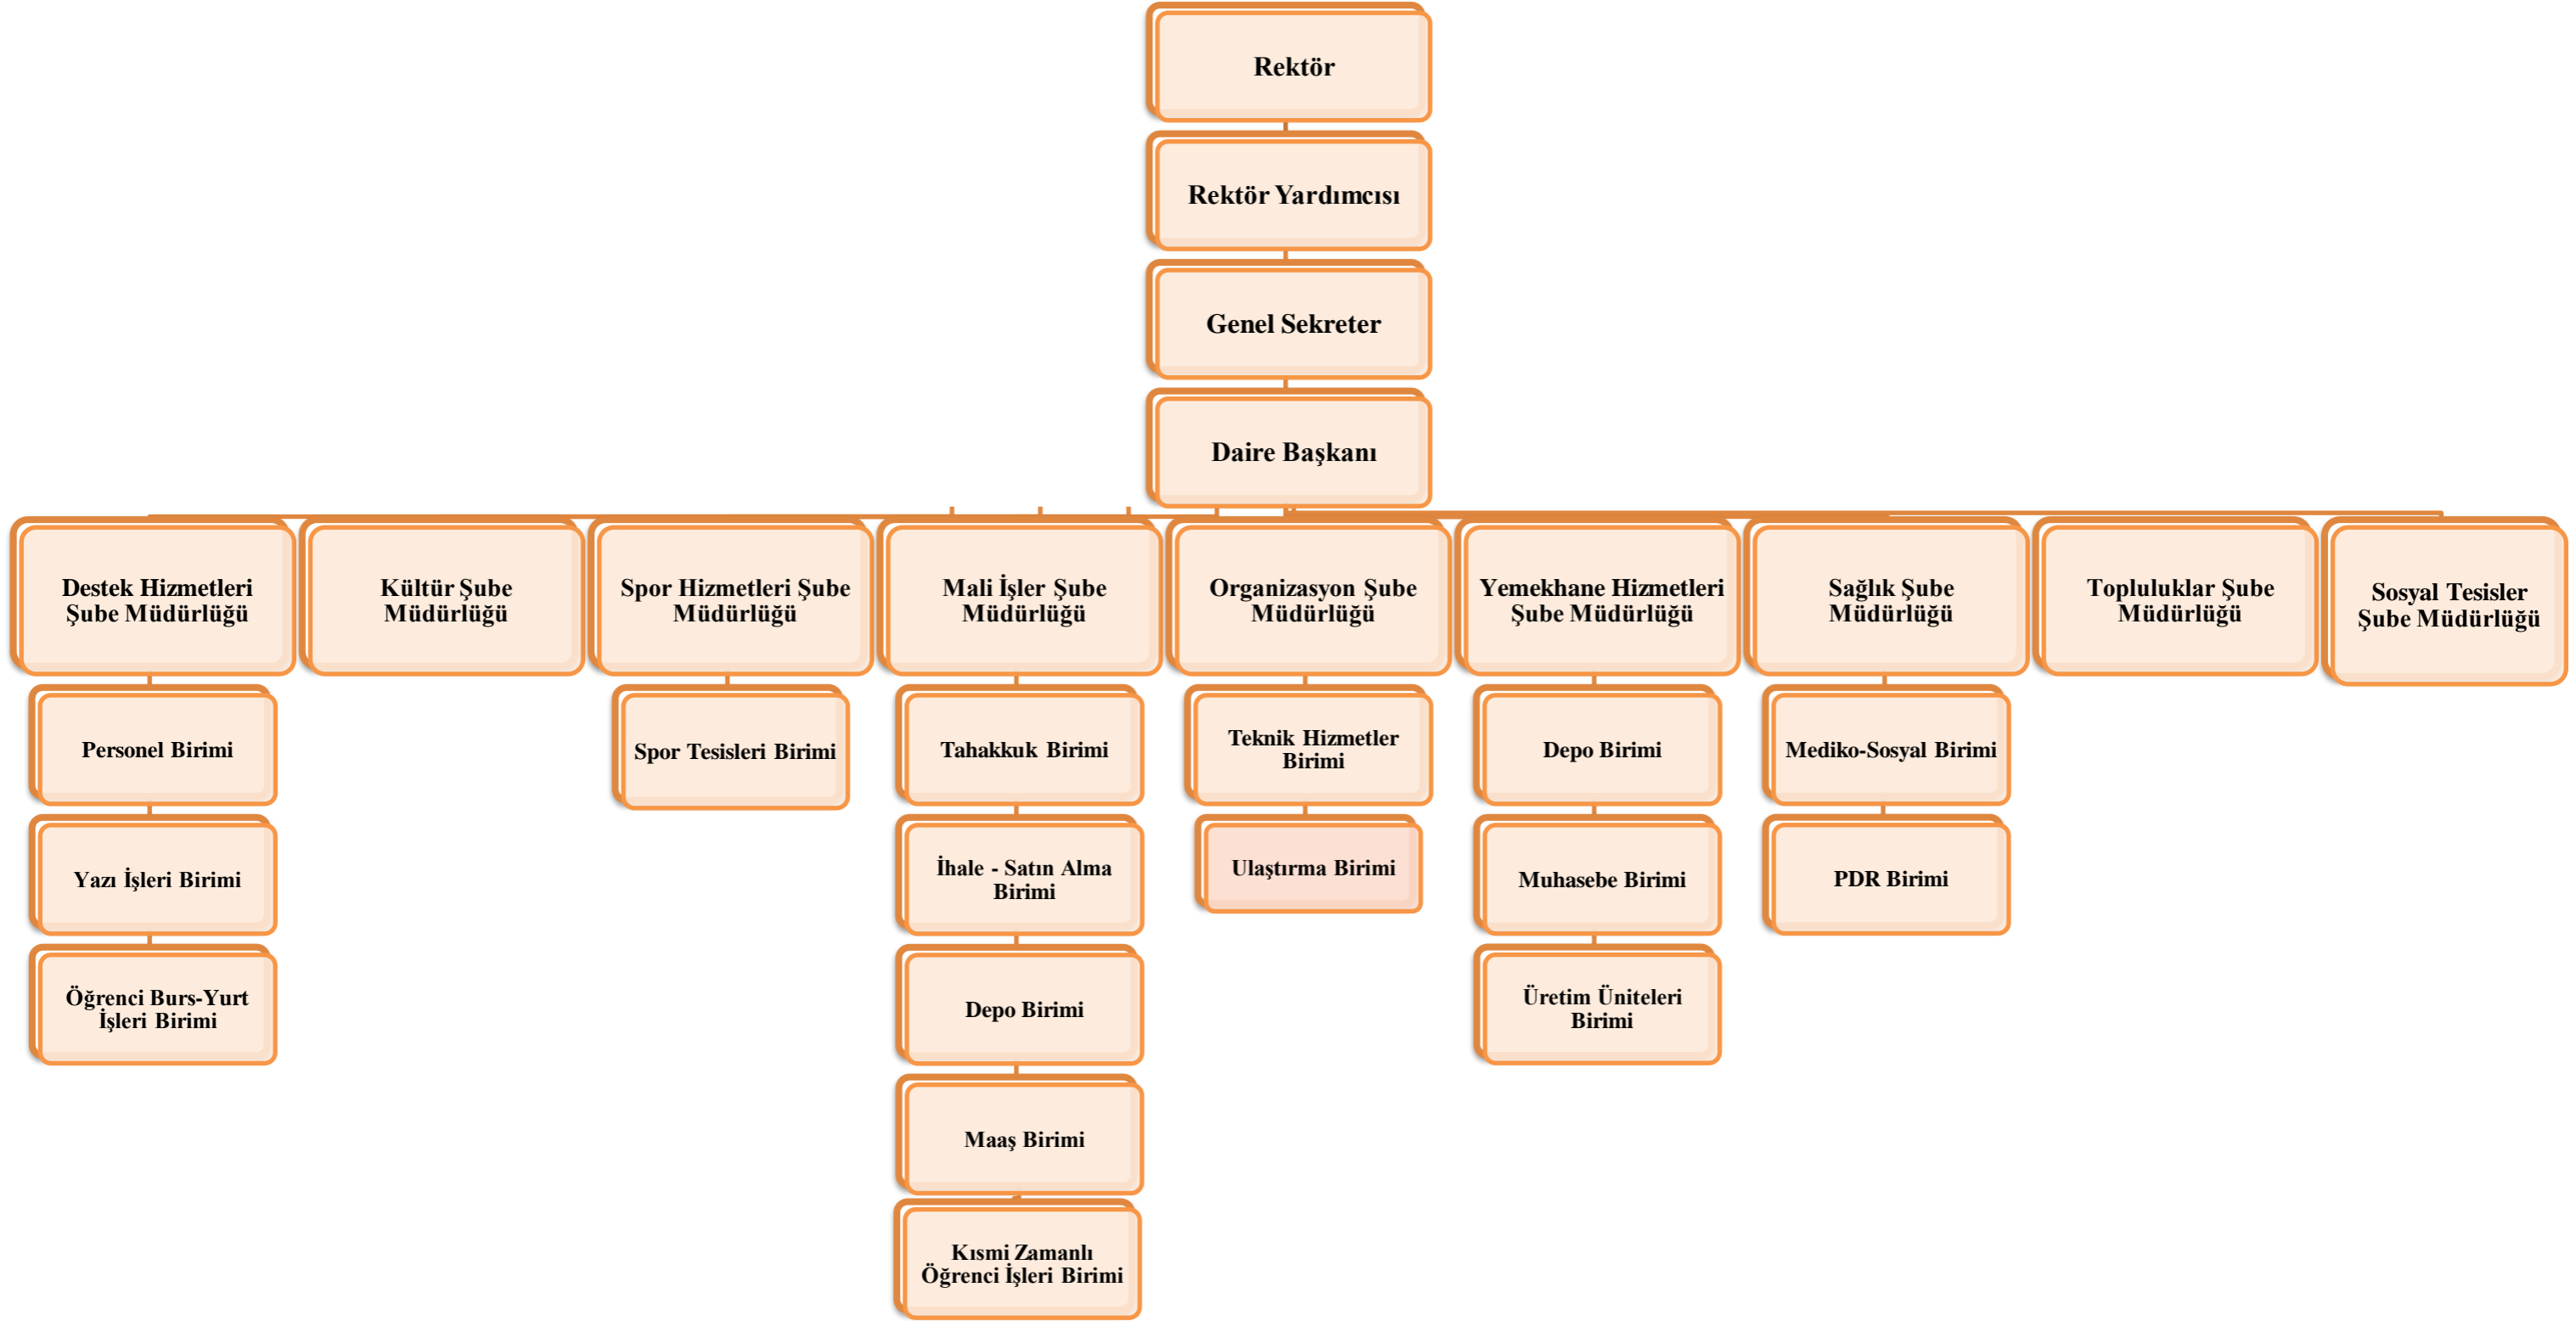 Rektör
Rektör Yardımcısı
Genel Sekreter
Daire Başkanı
Destek Hizmetleri
Şube Müdürlüğü
Kültür Şube
Müdürlüğü
Spor Hizmetleri Şube
Müdürlüğü
Mali İşler Şube
Müdürlüğü
Organizasyon Şube
Müdürlüğü
Yemekhane Hizmetleri
Şube Müdürlüğü
Sağlık Şube
Müdürlüğü
Topluluklar Şube
Müdürlüğü
Sosyal Tesisler
Şube Müdürlüğü
Personel Birimi
Yazı İşleri Birimi
Öğrenci Burs-Yurt
İşleri Birimi
Spor Tesisleri Birimi
Tahakkuk Birimi
İhale - Satın Alma
Birimi
Depo Birimi
Maaş Birimi
Kısmi Zamanlı
Öğrenci İşleri Birimi
Teknik Hizmetler
Birimi
Ulaştırma Birimi
Depo Birimi
Muhasebe Birimi
Üretim Üniteleri
Birimi
Mediko-Sosyal Birimi
PDR Birimi